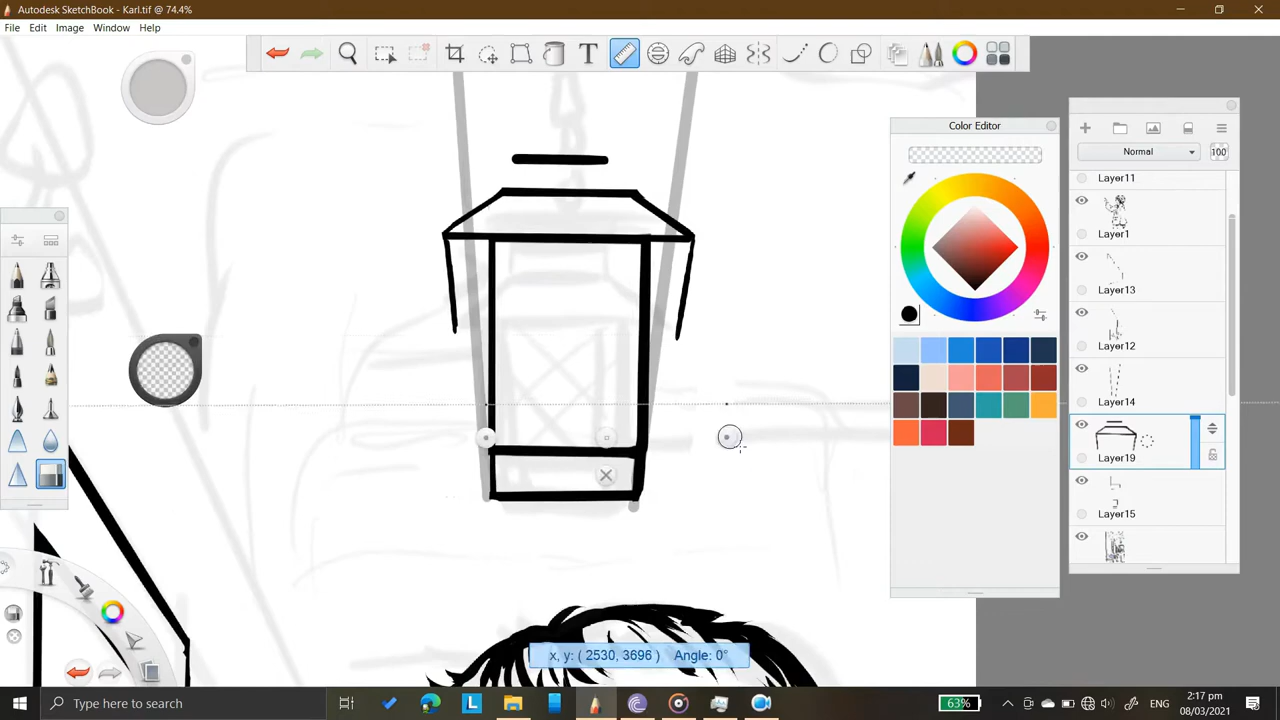 Autodesk SketchBook - Karl.tif @ 74.4%
File Edit Image Window Help
T
Color Editor
Normal
100
Layer11
Layer1
Layer13
Layer12
Layer14
Layer19
Layer15
x, y: ( 2530, 3696 ) Angle: 0°
Type here to search
L
63%
2:17 pm
08/03/2021